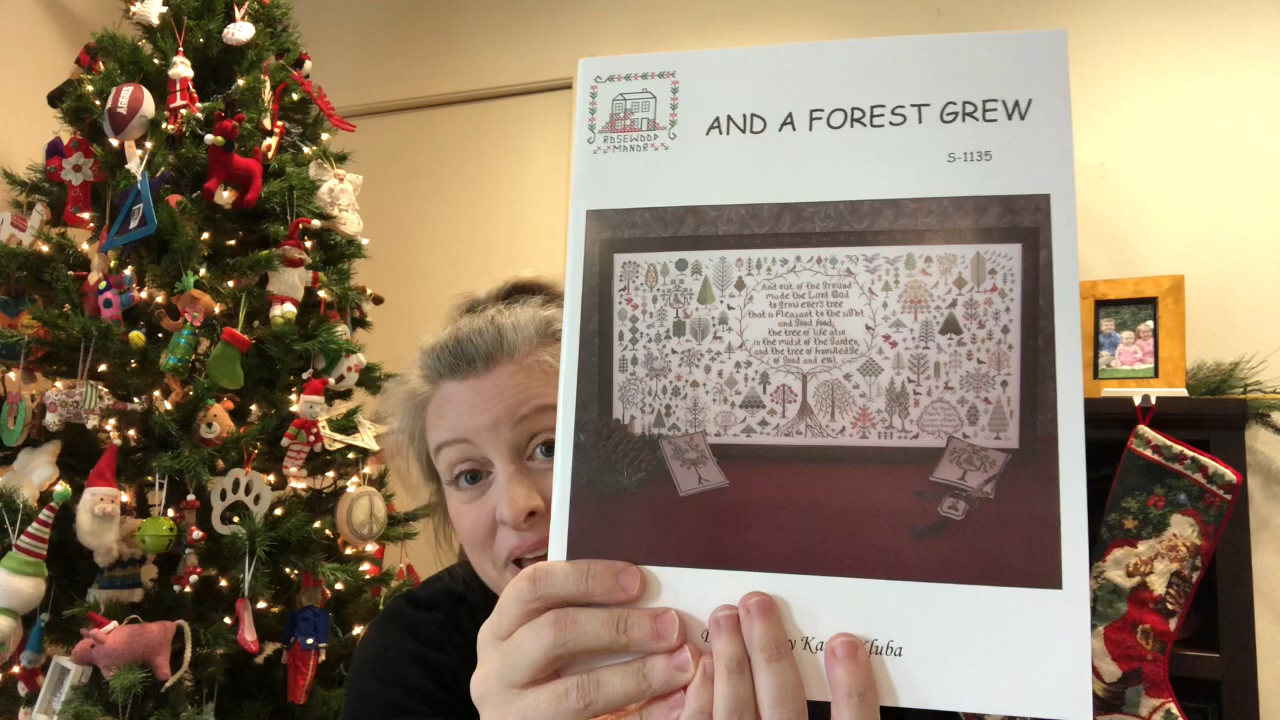 AGGIES
ROSEWOOD
MANOR
AND A FOREST GREW
S-1135
And out of the Ground
made the Lord God
to grow every tree
that is Pleasant to the sight
and Good food,
the tree of life also
in the midst of the Garden
and the tree of knowledge
of Good and evil